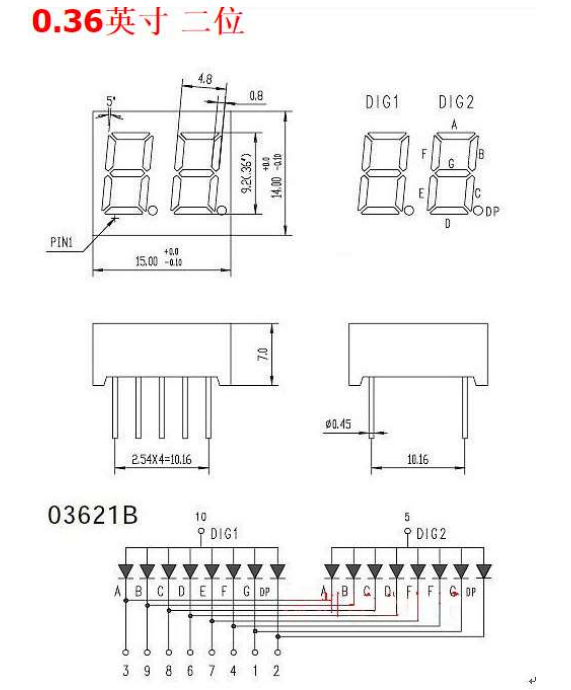 0.36英寸 二位
4.8
5°
0.8
DIG1 DIG2
A
F B
G
E C
DP
D
9.2(.36")
14.00 +0.0 -0.10
PIN1
15.00 +0.0 -0.10
7.0
Ø0.45
2.54X4=10.16
10.16
03621B
10 5
DIG1 DIG2
A B C D E F G DP A B C D F F G DP
3 9 8 6 7 4 1 2